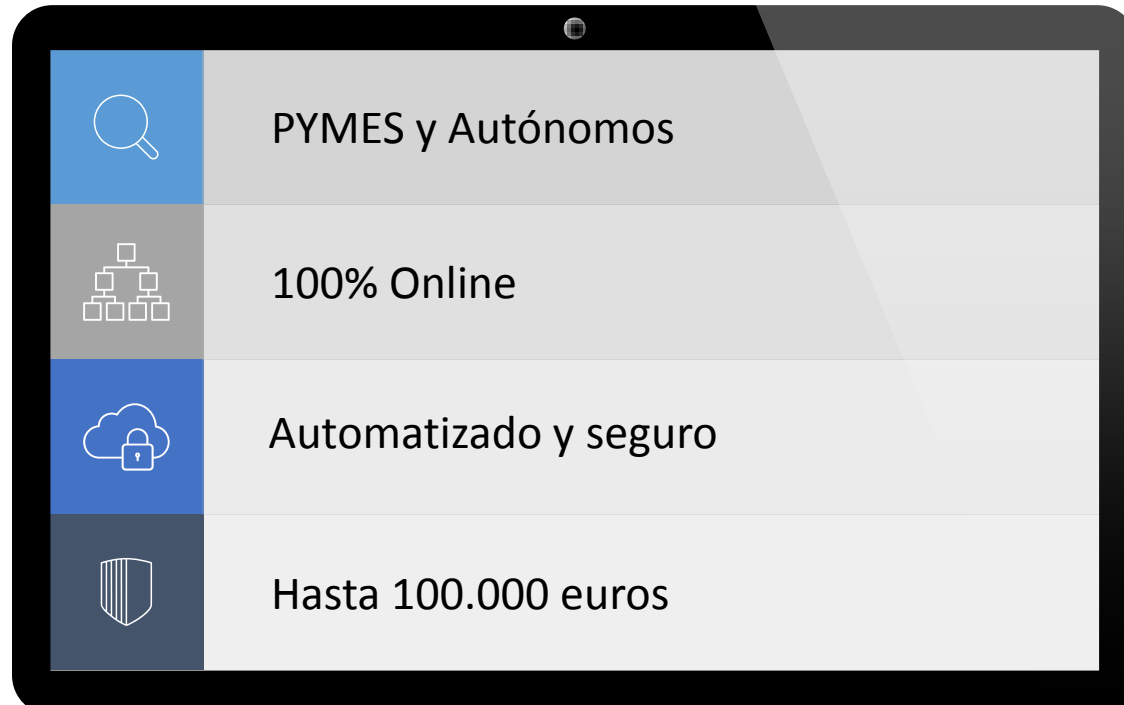 PYMES y Autónomos
100% Online
Automatizado y seguro
Hasta 100.000 euros